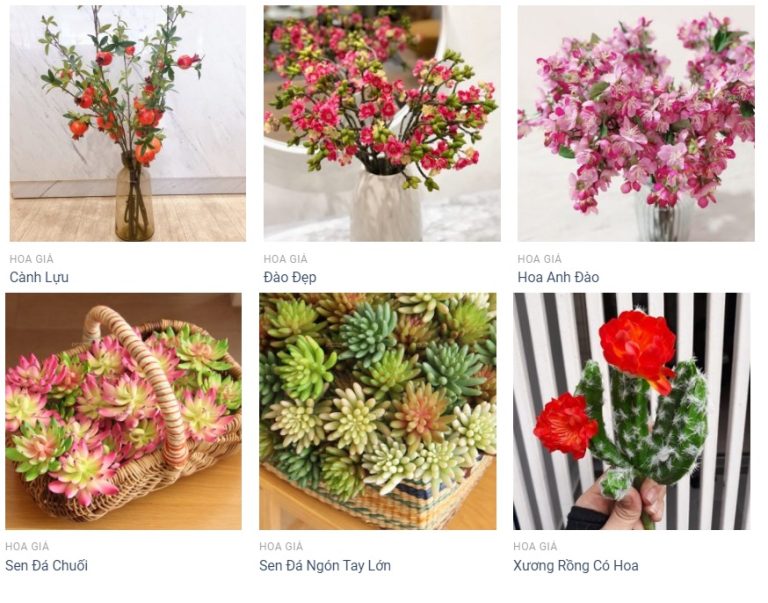 HOA GIẢ
Cành Lựu
HOA GIẢ
Đào Đẹp
HOA GIẢ
Hoa Anh Đào
HOA GIẢ
Sen Đá Chuối
HOA GIẢ
Sen Đá Ngón Tay Lớn
HOA GIẢ
Xương Rồng Có Hoa